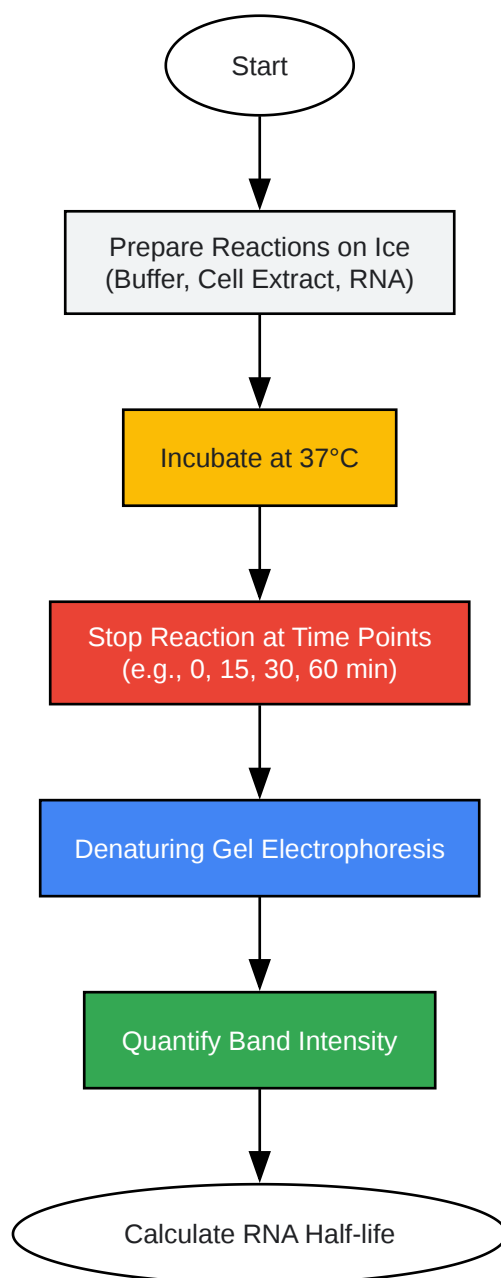 Start
Prepare Reactions on Ice
(Buffer, Cell Extract, RNA)
Incubate at 37°C
Stop Reaction at Time Points
(e.g., 0, 15, 30, 60 min)
Denaturing Gel Electrophoresis
Quantify Band Intensity
Calculate RNA Half-life